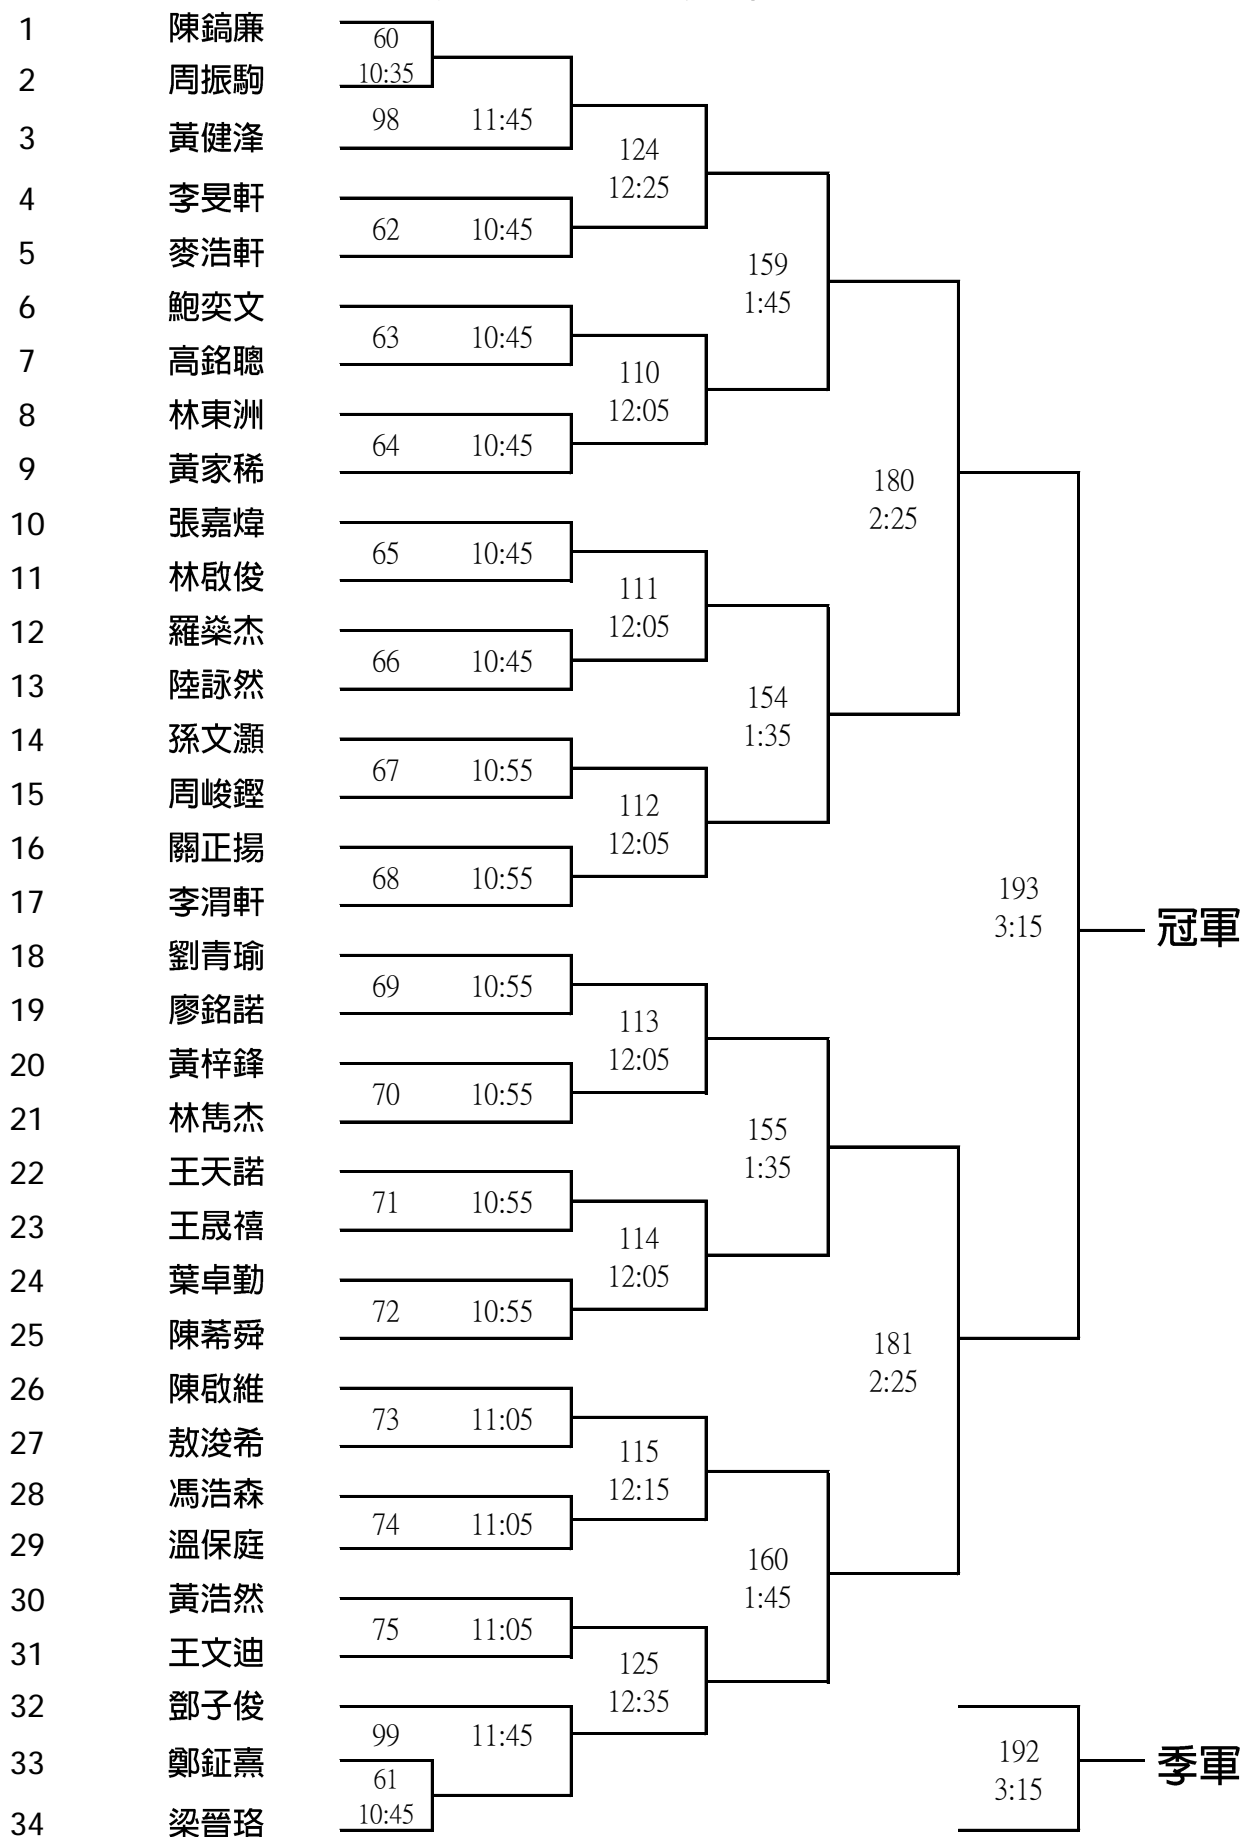 1 陳鎬廉
60
2 周振駒 10:35
98 11:45
3 黃健洚
124
12:25
4 李旻軒
62 10:45
5 麥浩軒
159
1:45
6 鮑奕文
63 10:45
7 高銘聰
110
12:05
8 林東洲
64 10:45
9 黃家稀
180
2:25
10 張嘉煒
65 10:45
11 林啟俊
111
12:05
12 羅燊杰
66 10:45
13 陸詠然
154
1:35
14 孫文灝
67 10:55
15 周峻鏗
112
12:05
16 關正揚
68 10:55
17 李渭軒
193
3:15
冠軍
18 劉青瑜
69 10:55
19 廖銘諾
113
12:05
20 黃梓鋒
70 10:55
21 林雋杰
155
1:35
22 王天諾
71 10:55
23 王晟禧
114
12:05
24 葉卓勤
72 10:55
25 陳莃舜
181
2:25
26 陳啟維
73 11:05
27 敖浚希
115
12:15
28 馮浩森
74 11:05
29 溫保庭
160
1:45
30 黃浩然
75 11:05
31 王文迪
125
12:35
32 鄧子俊
99 11:45
33 鄭鉦熹
61
10:45
34 梁晉珞
192
3:15
季軍